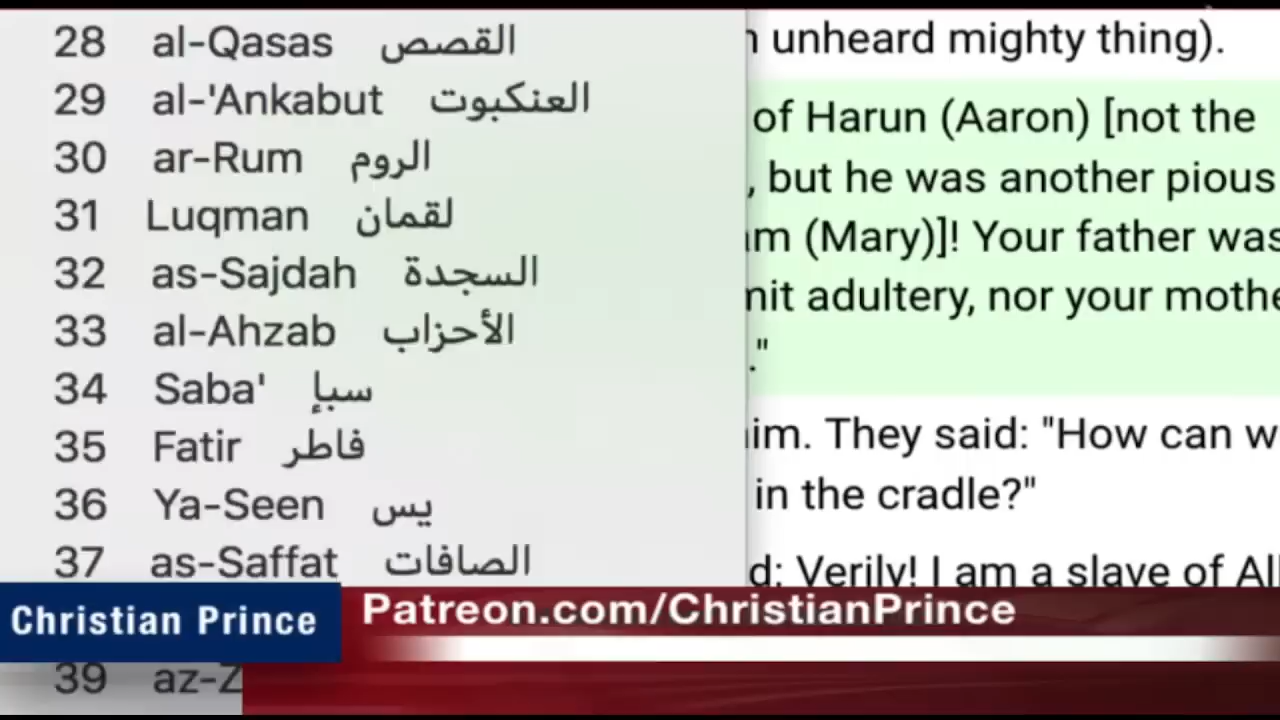 28 al-Qasas القصص
29 al-'Ankabut العنكبوت
30 ar-Rum الروم
31 Luqman لقمان
32 as-Sajdah السجدة
33 al-Ahzab الأحزاب
34 Saba' سبإ
35 Fatir فاطر
36 Ya-Seen يس
37 as-Saffat الصافات
39
unheard mighty thing).
of Harun (Aaron) [not the
, but he was another pious
(Mary)]! Your father was
adultery, nor your
."
They said: "How can
in the cradle?"
Verily! I am a slave of
Christian Prince
Patreon.com/ChristianPrince